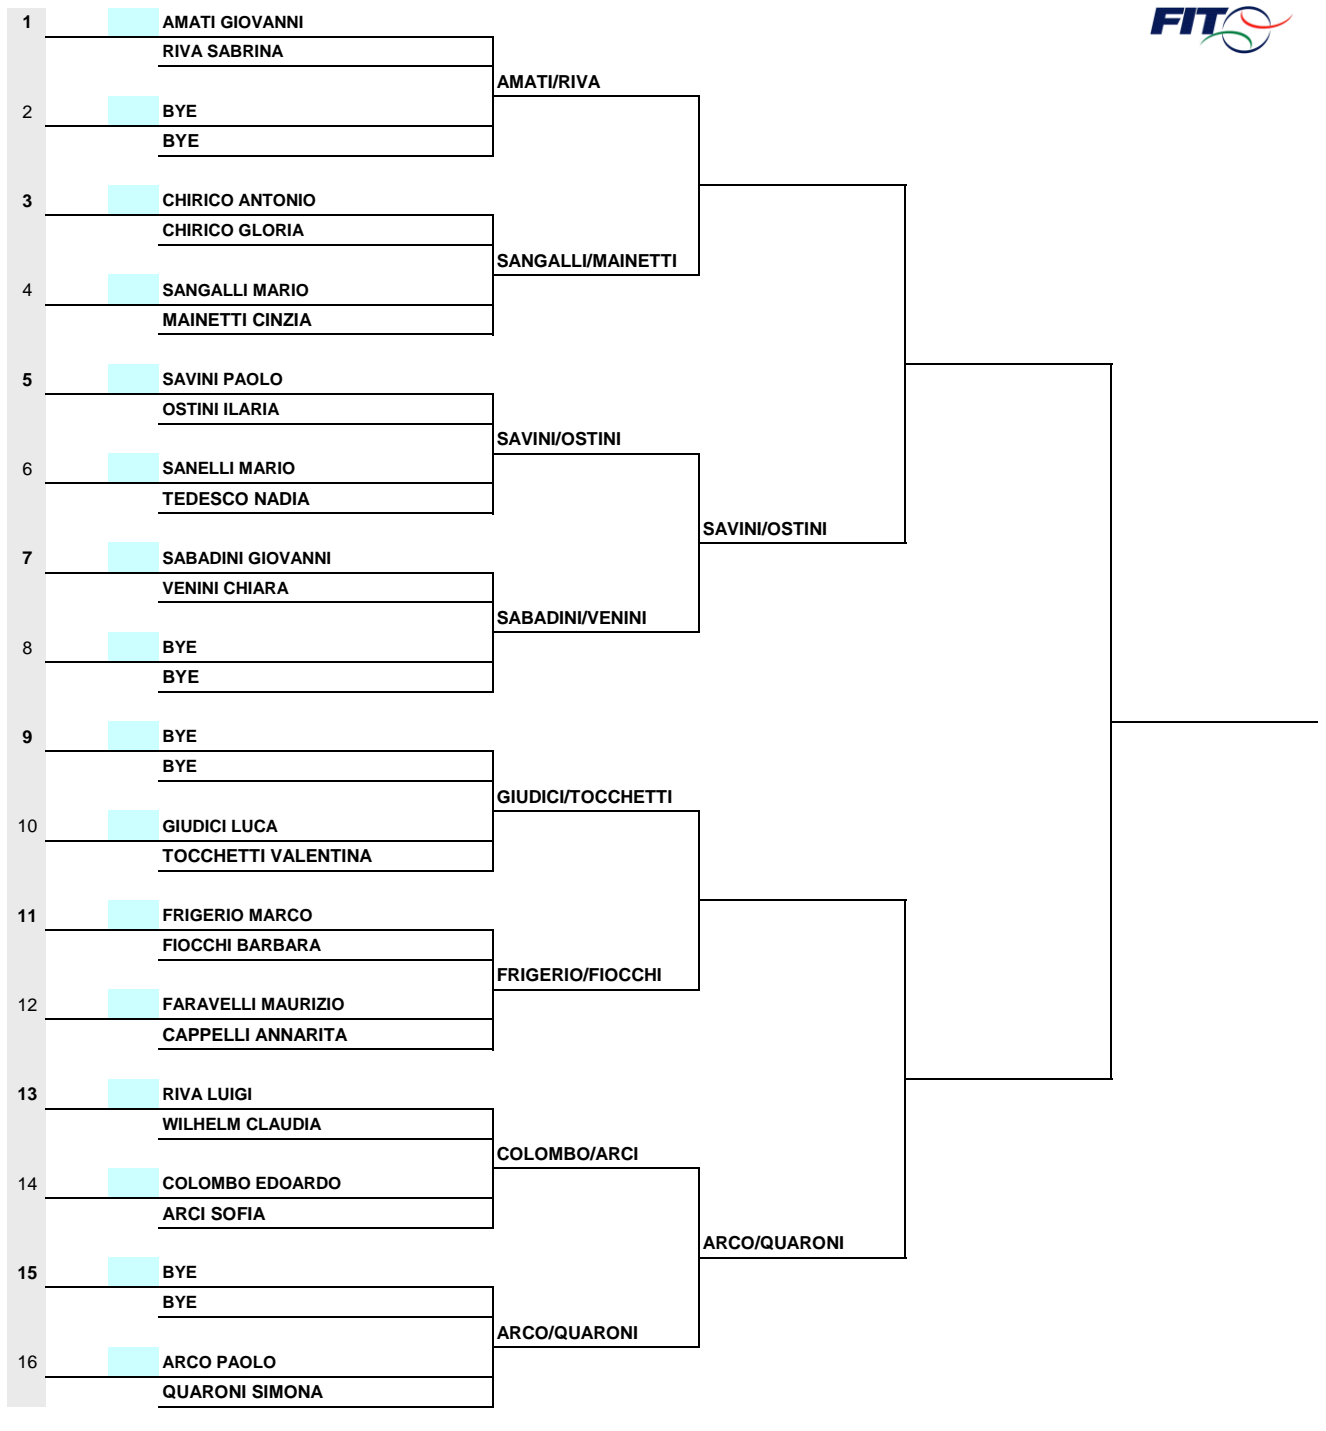 FIT
1 AMATI GIOVANNI
RIVA SABRINA
AMATI/RIVA
2 BYE
BYE
3 CHIRICO ANTONIO
CHIRICO GLORIA
SANGALLI/MAINETTI
4 SANGALLI MARIO
MAINETTI CINZIA
5 SAVINI PAOLO
OSTINI ILARIA
SAVINI/OSTINI
6 SANELLI MARIO
TEDESCO NADIA
SAVINI/OSTINI
7 SABADINI GIOVANNI
VENINI CHIARA
SABADINI/VENINI
8 BYE
BYE
9 BYE
BYE
GIUDICI/TOCCHETTI
10 GIUDICI LUCA
TOCCHETTI VALENTINA
11 FRIGERIO MARCO
FIOCCHI BARBARA
FRIGERIO/FIOCCHI
12 FARAVELLI MAURIZIO
CAPPELLI ANNARITA
13 RIVA LUIGI
WILHELM CLAUDIA
COLOMBO/ARCI
14 COLOMBO EDOARDO
ARCI SOFIA
ARCO/QUARONI
15 BYE
BYE
ARCO/QUARONI
16 ARCO PAOLO
QUARONI SIMONA